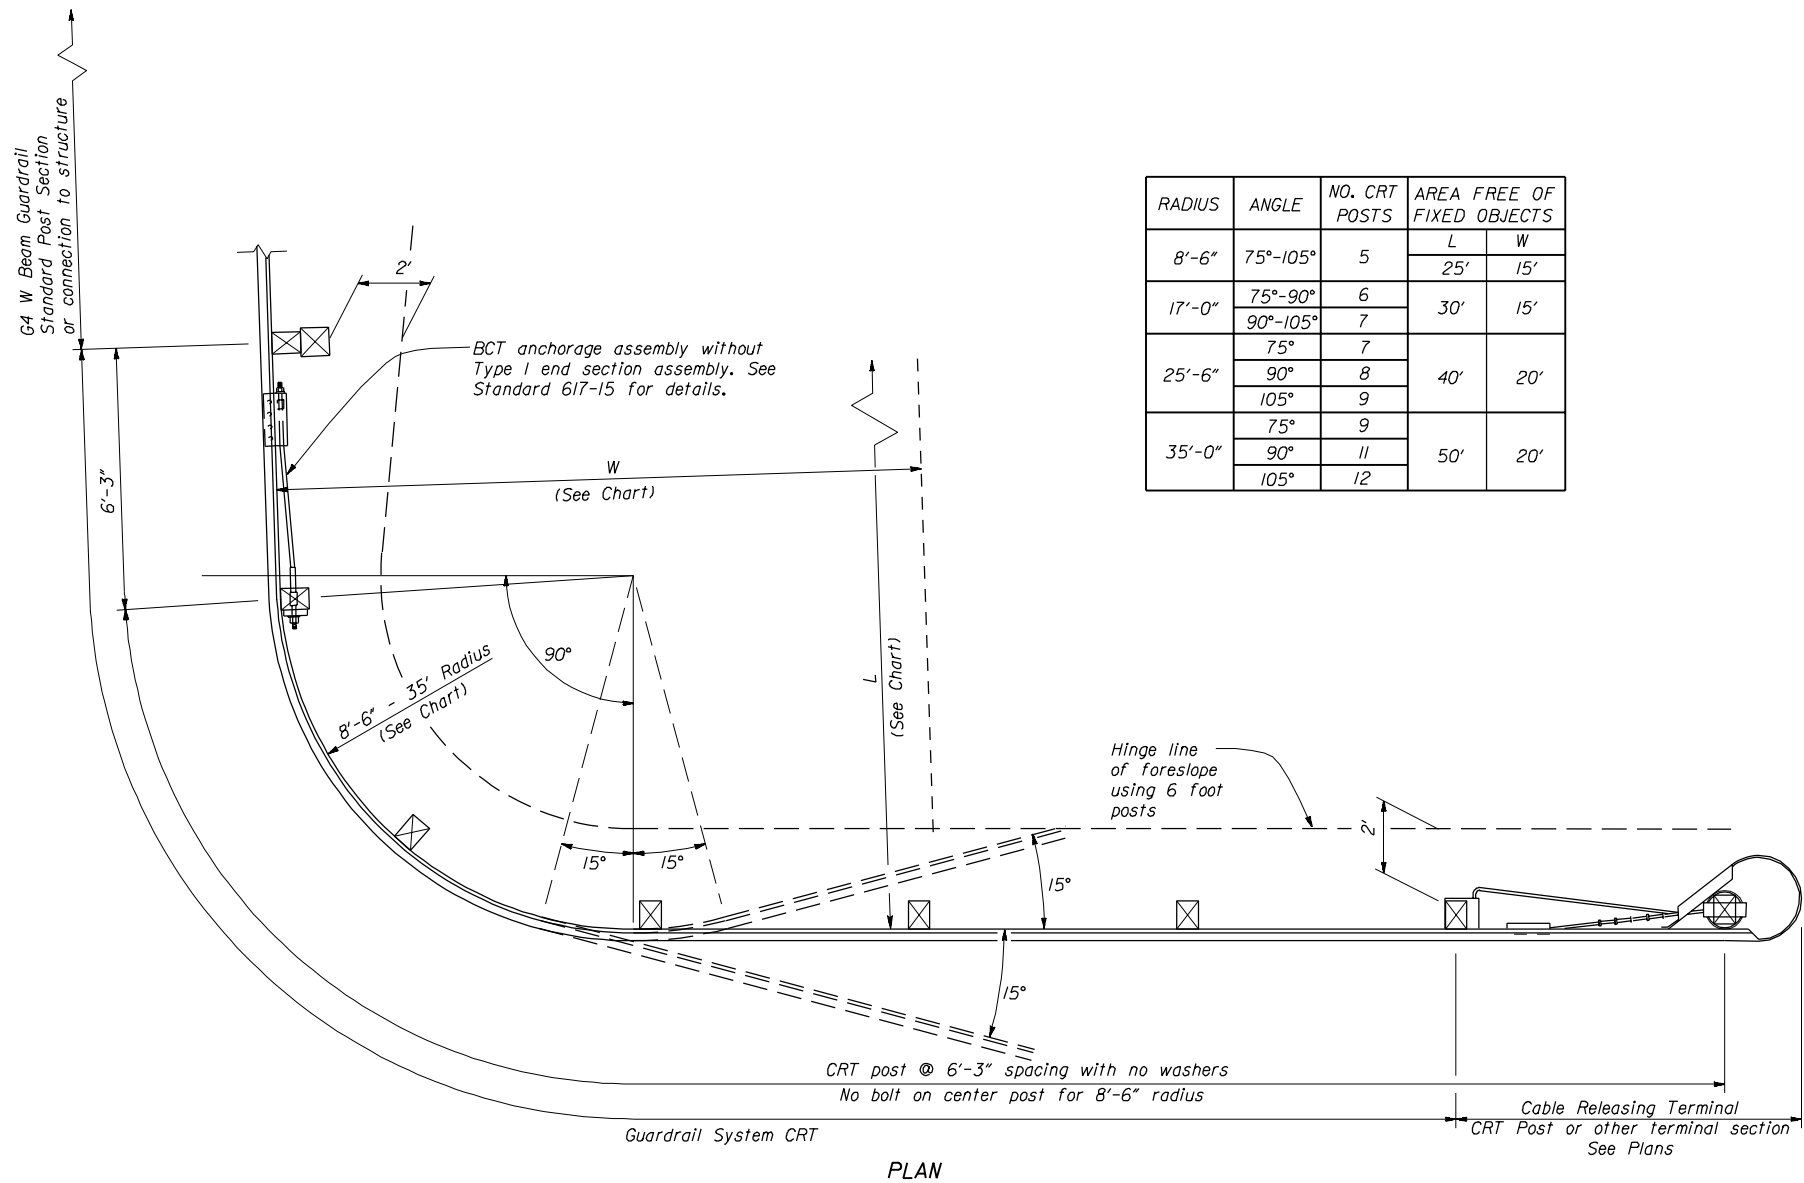 G4 W Beam Guardrail
Standard Post Section
or connection to structure
2'
BCT anchorage assembly without
Type 1 end section assembly. See
Standard 617-15 for details.
6'-3"
W
(See Chart)
90°
8'-6" - 35' Radius
(See Chart)
L
(See Chart)
15°
15°
15°
15°
Hinge line
of foreslope
using 6 foot
posts
2'
RADIUS ANGLE NO. CRT POSTS AREA FREE OF FIXED OBJECTS
L W
8'-6" 75°-105° 5 25' 15'
17'-0" 75°-90° 6 30' 15'
90°-105° 7
25'-6" 75° 7 40' 20'
90° 8
105° 9
35'-0" 75° 9 50' 20'
90° 11
105° 12
CRT post @ 6'-3" spacing with no washers
No bolt on center post for 8'-6" radius
Guardrail System CRT
Cable Releasing Terminal
CRT Post or other terminal section
See Plans
PLAN